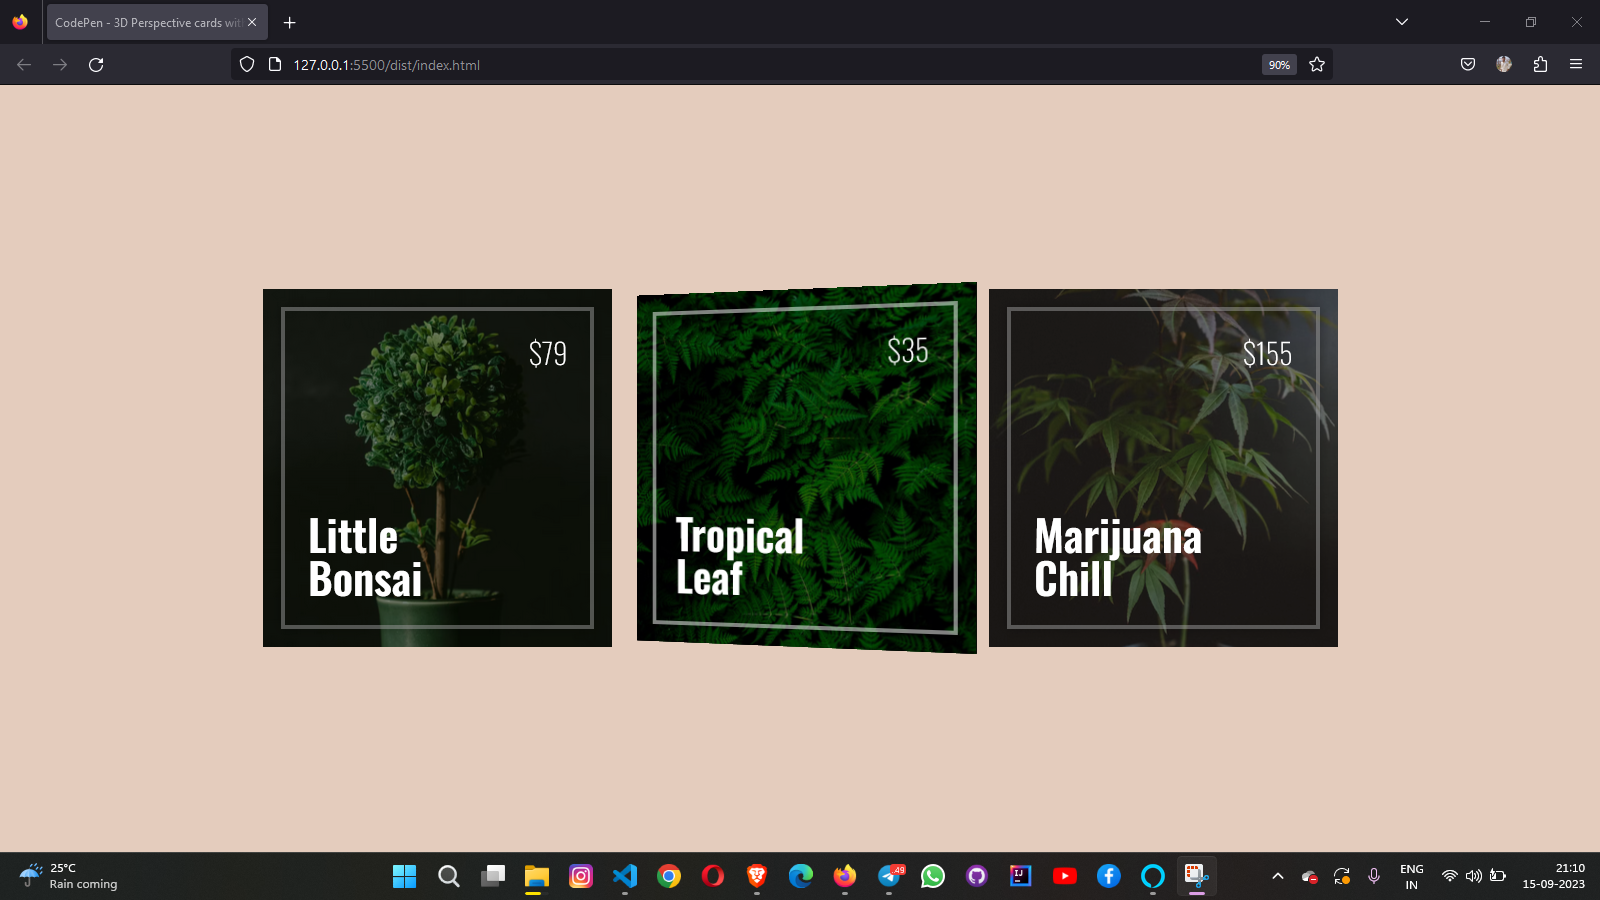 CodePen - 3D Perspective cards wit
127.0.0.1:5500/dist/index.html
90%
$79
Little
Bonsai
$35
Tropical
Leaf
$155
Marijuana
Chill
25°C
Rain coming
49
IJ
ENG
IN
21:10
15-09-2023